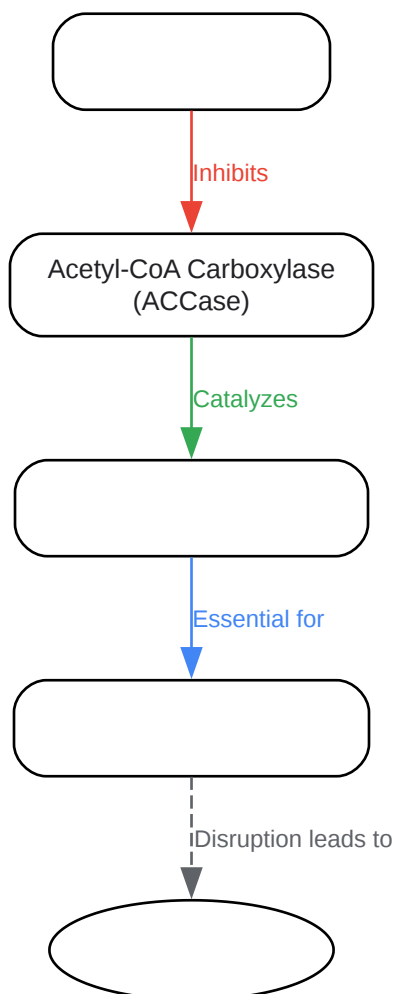 Inhibits
Acetyl-CoA Carboxylase
(ACCase)
Catalyzes
Essential for
Disruption leads to